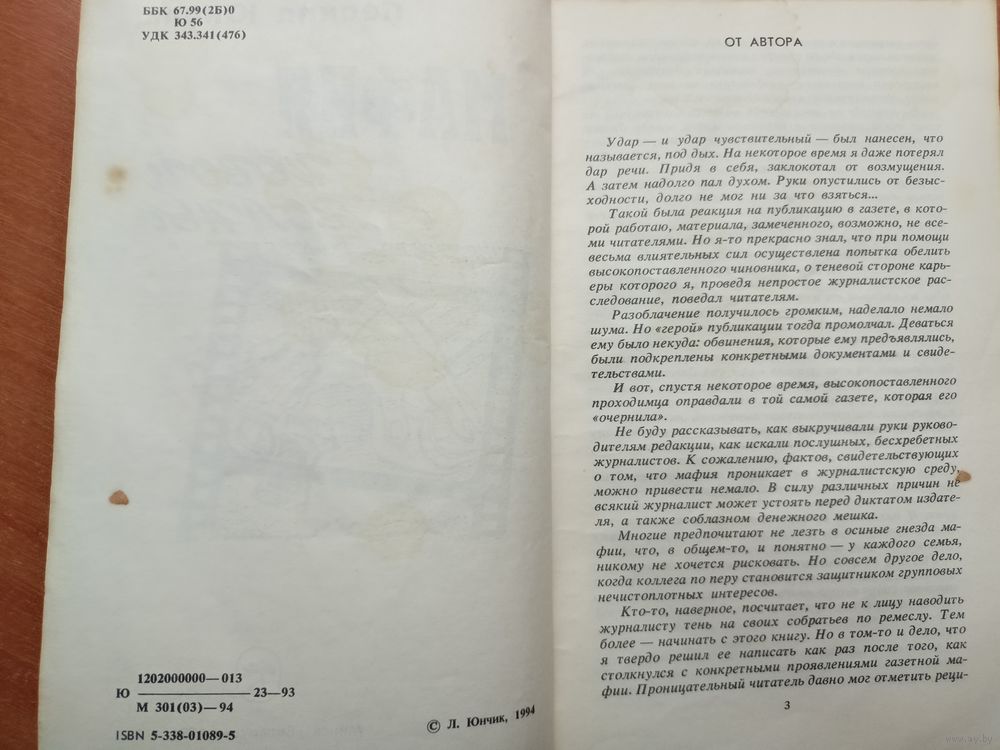 ББК 67.99(2Б)0
Ю 56
УДК 343.341(476)
1202000000—013
Ю ———————— 23—93
М 301(03)—94
ISBN 5-338-01089-5
© Л. Юнчик, 1994
ОТ АВТОРА
Удар — и удар чувствительный — был нанесен, что
называется, под дых. На некоторое время я даже потерял
дар речи. Придя в себя, заклокотал от возмущения.
А затем надолго пал духом. Руки опустились от безыс-
ходности, долго не мог ни за что взяться...
Такой была реакция на публикацию в газете, в кото-
рой работаю, материала, замеченного, возможно, не все-
ми читателями. Но я-то прекрасно знал, что при помощи
весьма влиятельных сил осуществлена попытка обелить
высокопоставленного чиновника, о теневой стороне карь-
еры которого я, проведя непростое журналистское рас-
следование, поведал читателям.
Разоблачение получилось громким, наделало немало
шума. Но «герой» публикации тогда промолчал. Деваться
ему было некуда: обвинения, которые ему предъявлялись,
были подкреплены конкретными документами и свиде-
тельствами.
И вот, спустя некоторое время, высокопоставленного
проходимца оправдали в той самой газете, которая его
«очернила».
Не буду рассказывать, как выкручивали руки руково-
дителям редакции, как искали послушных, бесхребетных
журналистов. К сожалению, фактов, свидетельствующих
о том, что мафия проникает в журналистскую среду,
можно привести немало. В силу различных причин не
всякий журналист может устоять перед диктатом издате-
ля, а также соблазном денежного мешка.
Многие предпочитают не лезть в осиные гнезда ма-
фии, что, в общем-то, и понятно — у каждого семья,
никому не хочется рисковать. Но совсем другое дело,
когда коллега по перу становится защитником групповых
нечистоплотных интересов.
Кто-то, наверное, посчитает, что не к лицу наводить
журналисту тень на своих собратьев по ремеслу. Тем
более — начинать с этого книгу. Но в том-то и дело, что
я твердо решил ее написать как раз после того, как
столкнулся с конкретными проявлениями газетной ма-
фии. Проницательный читатель давно мог отметить реци-
3
www.ay.by